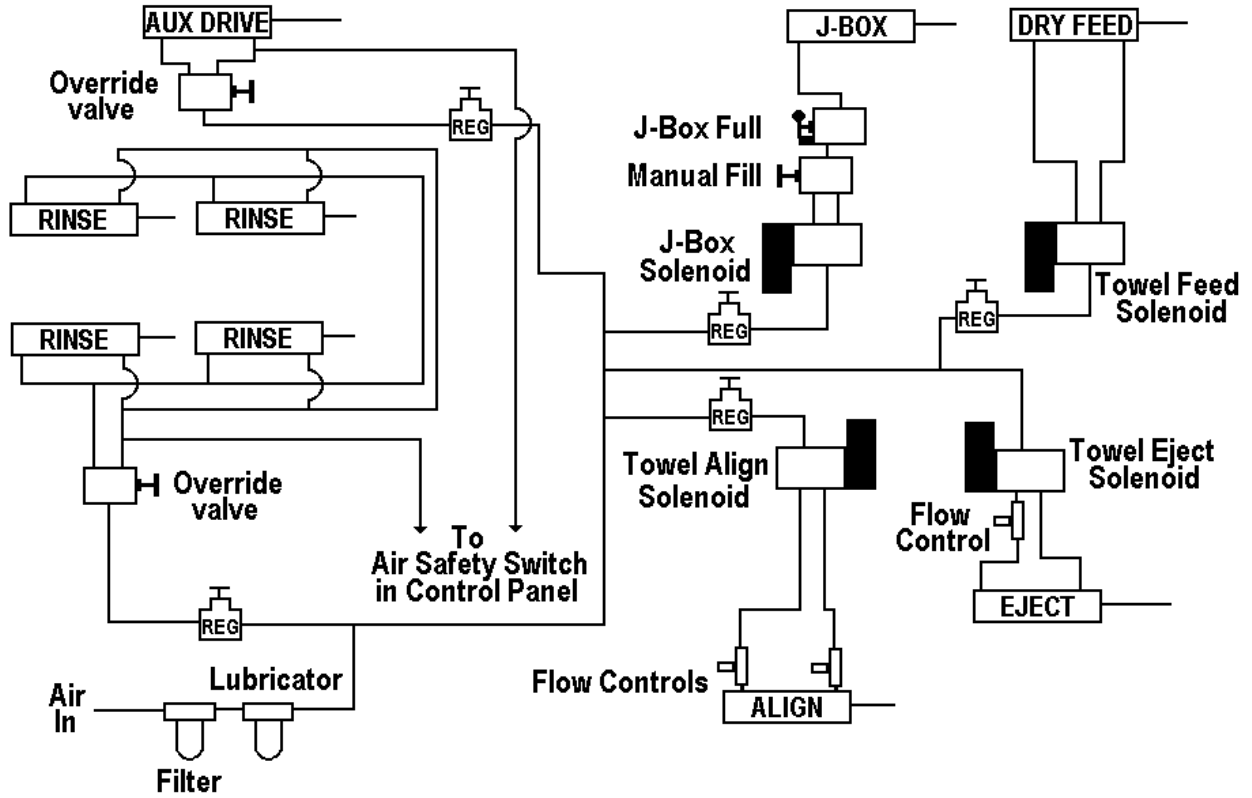 AUX DRIVE
J-BOX
DRY FEED
Override
valve
REG
J-Box Full
Manual Fill
RINSE
RINSE
J-Box
Solenoid
Towel Feed
Solenoid
REG
REG
RINSE
RINSE
REG
Towel Align
Solenoid
Towel Eject
Solenoid
Override
valve
Flow
Control
To
Air Safety Switch
in Control Panel
EJECT
REG
Lubricator
Flow Controls
Air
In
ALIGN
Filter